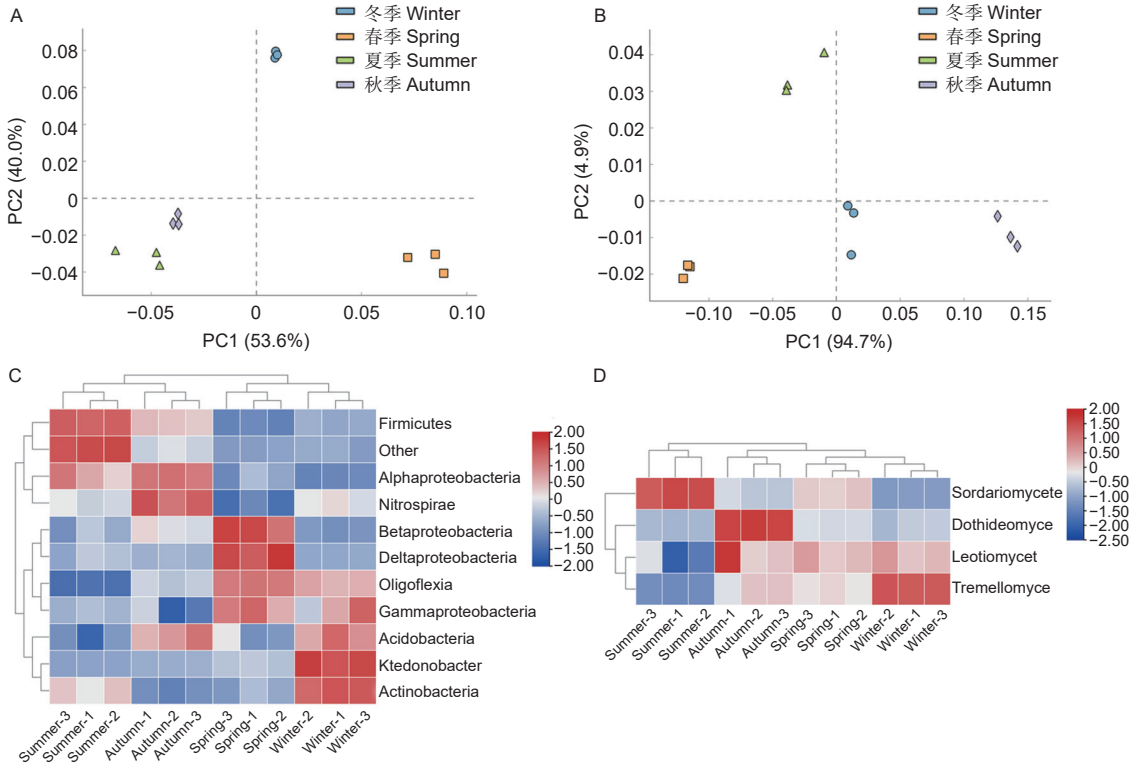 A
冬季 Winter
春季 Spring
夏季 Summer
秋季 Autumn
PC2 (40.0%)
0.08
0.06
0.04
0.02
0
−0.02
−0.04
−0.05
0
0.05
0.10
PC1 (53.6%)
B
冬季 Winter
春季 Spring
夏季 Summer
秋季 Autumn
PC2 (4.9%)
0.04
0.03
0.02
0.01
0
−0.01
−0.02
−0.10
−0.05
0
0.05
0.10
0.15
PC1 (94.7%)
C
Firmicutes
Other
Alphaproteobacteria
Nitrospirae
Betaproteobacteria
Deltaproteobacteria
Oligoflexia
Gammaproteobacteria
Acidobacteria
Ktedonobacter
Actinobacteria
Summer-3
Summer-1
Summer-2
Autumn-1
Autumn-2
Autumn-3
Spring-3
Spring-1
Spring-2
Winter-2
Winter-1
Winter-3
2.00
1.50
1.00
0.50
0
−0.50
−1.00
−1.50
−2.00
D
Sordariomycete
Dothideomyce
Leotiomycet
Tremellomyce
Summer-3
Summer-1
Summer-2
Autumn-1
Autumn-2
Autumn-3
Spring-3
Spring-1
Spring-2
Winter-2
Winter-1
Winter-3
2.00
1.50
1.00
0.50
0
−0.50
−1.00
−1.50
−2.00
−2.50